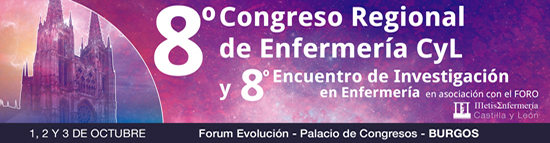 8º Congreso Regional
de Enfermería CyL
y 8º Encuentro de Investigación
en Enfermería en asociación con el FORO
MetisEnfermería
Castilla y León
1, 2 Y 3 DE OCTUBRE Forum Evolución - Palacio de Congresos - BURGOS